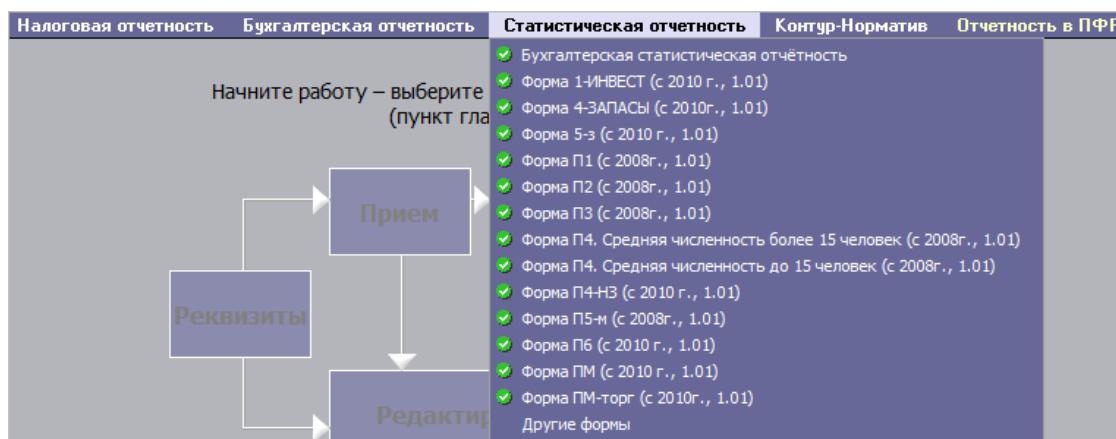 Налоговая отчетность Бухгалтерская отчетность Статистическая отчетность Контур-Норматив Отчетность в ПФР
Начните работу – выберите
(пункт гла
Прием
Реквизиты
Редактир
Бухгалтерская статистическая отчётность
Форма 1-ИНВЕСТ (с 2010 г., 1.01)
Форма 4-ЗАПАСЫ (с 2010г., 1.01)
Форма 5-з (с 2010 г., 1.01)
Форма П1 (с 2008г., 1.01)
Форма П2 (с 2008г., 1.01)
Форма П3 (с 2008г., 1.01)
Форма П4. Средняя численность более 15 человек (с 2008г., 1.01)
Форма П4. Средняя численность до 15 человек (с 2008г., 1.01)
Форма П4-НЗ (с 2010 г., 1.01)
Форма П5-м (с 2008г., 1.01)
Форма П6 (с 2010 г., 1.01)
Форма ПМ (с 2010 г., 1.01)
Форма ПМ-торг (с 2010г., 1.01)
Другие формы